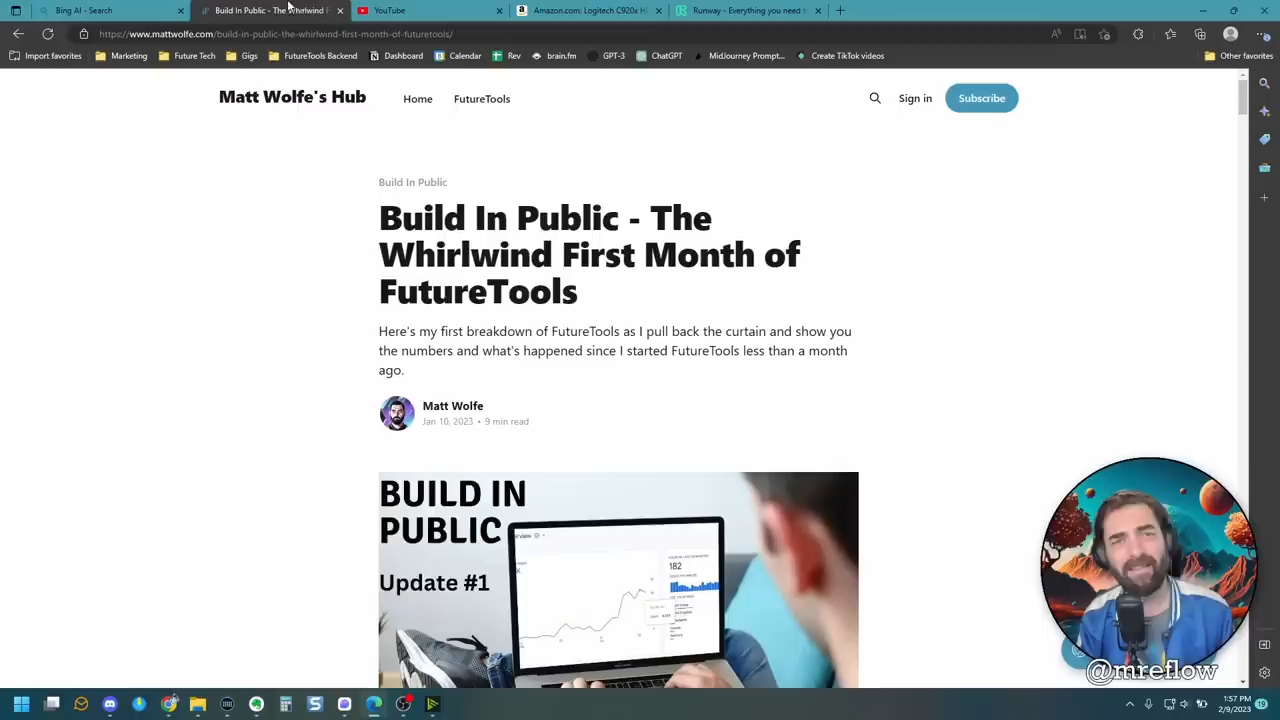 Bing AI - Search
Build In Public - The Whirlwind F
YouTube
Amazon.com: Logitech C920x H
Runway - Everything you need t
https://www.mattwolfe.com/build-in-public-the-whirlwind-first-month-of-futuretools/
Import favorites
Marketing
Future Tech
Gigs
FutureTools Backend
Dashboard
Calendar
Rev
brain.fm
GPT-3
ChatGPT
MidJourney Prompt...
Create TikTok videos
Other favorites
Matt Wolfe's Hub
Home
FutureTools
Sign in
Subscribe
Build In Public
Build In Public - The
Whirlwind First Month of
FutureTools
Here's my first breakdown of FutureTools as I pull back the curtain and show you
the numbers and what's happened since I started FutureTools less than a month
ago.
Matt Wolfe
Jan 10, 2023 • 9 min read
BUILD IN
PUBLIC
Update #1
182
@mreflow
1:57 PM
2/9/2023
19